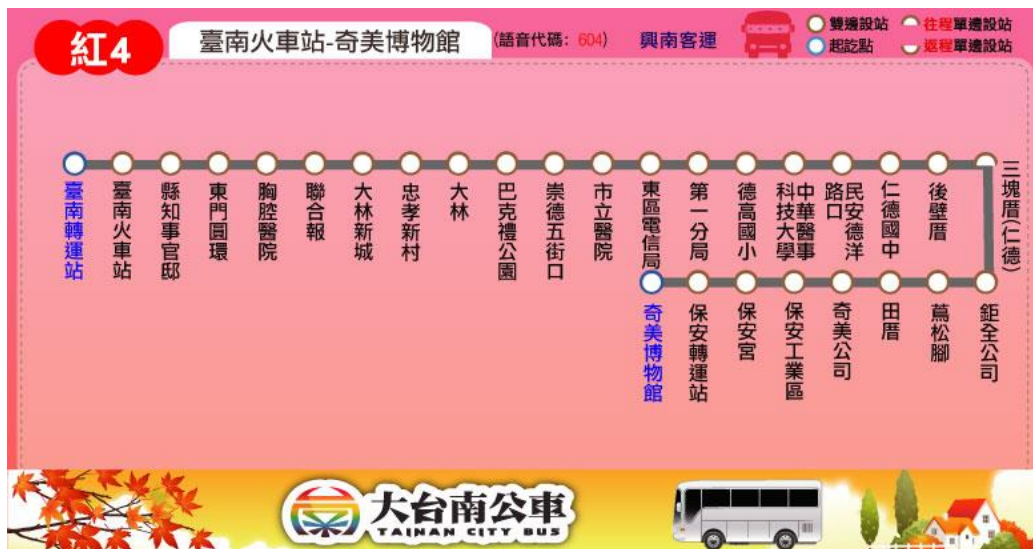 紅4
臺南火車站-奇美博物館
(語音代碼: 604)
興南客運
雙邊設站
往程單邊設站
起訖點
返程單邊設站
臺南轉運站
臺南火車站
縣知事官邸
東門圓環
胸腔醫院
聯合報
大林新城
忠孝新村
大林
巴克禮公園
崇德五街口
市立醫院
東區電信局
第一分局
德高國小
中華醫事
科技大學
民安德洋
路口
仁德國中
後壁厝
三塊厝(仁德)
奇美博物館
保安轉運站
保安宮
保安工業區
奇美公司
田厝
蔦松腳
鉅全公司
大台南公車
TAINAN CITY BUS